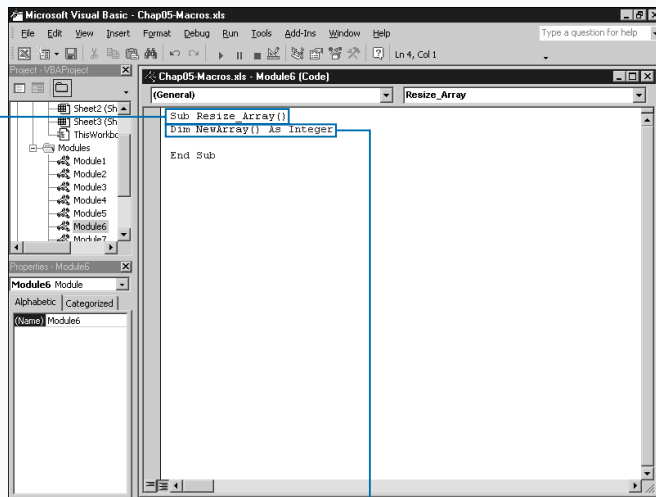 Microsoft Visual Basic - Chap05-Macros.xls
File Edit View Insert Format Debug Run Tools Add-Ins Window Help
Type a question for help
Ln 4, Col 1
Project - VBAProject
Sheet2 (Sh
Sheet3 (Sh
ThisWorkbo
Modules
Module1
Module2
Module3
Module4
Module5
Module6
Module7
Properties - Module6
Module6 Module
Alphabetic Categorized
(Name) Module6
Chap05-Macros.xls - Module6 (Code)
(General) Resize_Array
Sub Resize_Array()
Dim NewArray() As Integer
End Sub